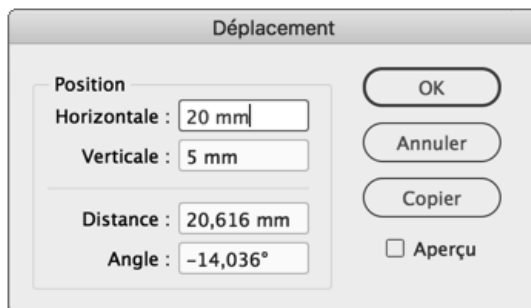 Déplacement
Position
Horizontale : 20 mm
Verticale : 5 mm
Distance : 20,616 mm
Angle : -14,036°
OK
Annuler
Copier
Aperçu